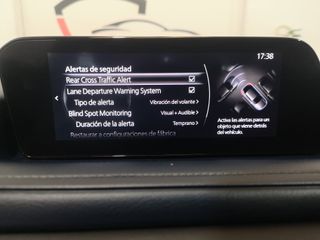 17:38
Alertas de seguridad
Rear Cross Traffic Alert
Lane Departure Warning System
Tipo de alerta Vibración del volante
Blind Spot Monitoring Visual + Audible
Duración de la alerta Temprano
Restaurar a configuraciones de fábrica
Activa las alertas para un
objeto que viene detrás
del vehículo.